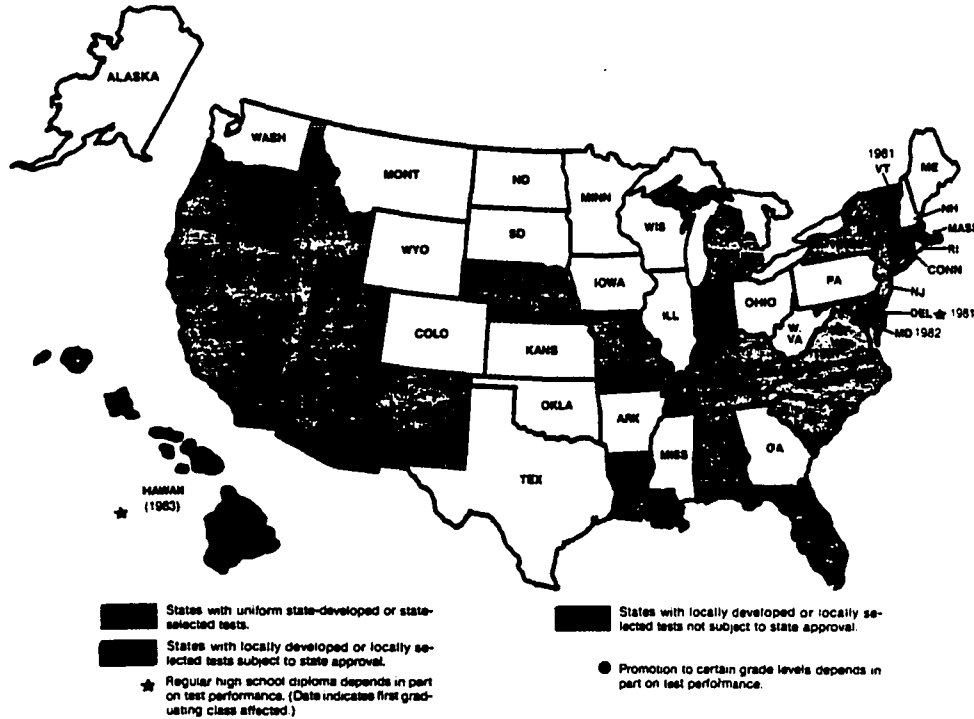 ALASKA
WASH
MONT
ND
MINN
1981
VT
ME
NH
MASS
RI
CONN
NJ
DEL ★ 1981
MD 1982
WYO
SD
WIS
IOWA
PA
OHIO
ILL
W.
VA
COLO
KANS
OKLA
ARK
MISS
GA
TEX
HAWAII
(1983)
★
States with uniform state-developed or state-
selected tests.
States with locally developed or locally se-
lected tests subject to state approval.
★ Regular high school diploma depends in part
on test performance. (Date indicates first grad-
uating class affected.)
States with locally developed or locally se-
lected tests not subject to state approval.
● Promotion to certain grade levels depends in
part on test performance.